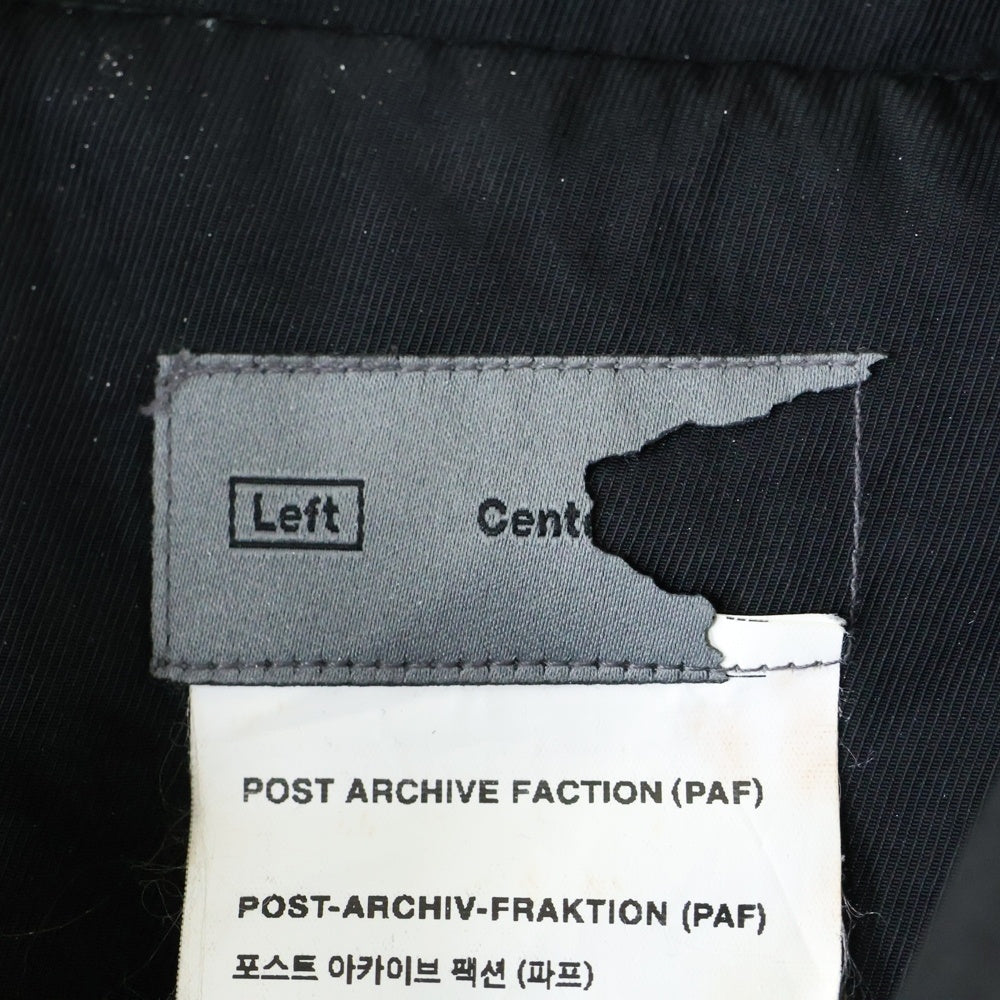 Left Cent
POST ARCHIVE FACTION (PAF)
POST-ARCHIV-FRAKTION (PAF)
포스트 아카이브 팩션 (파프)